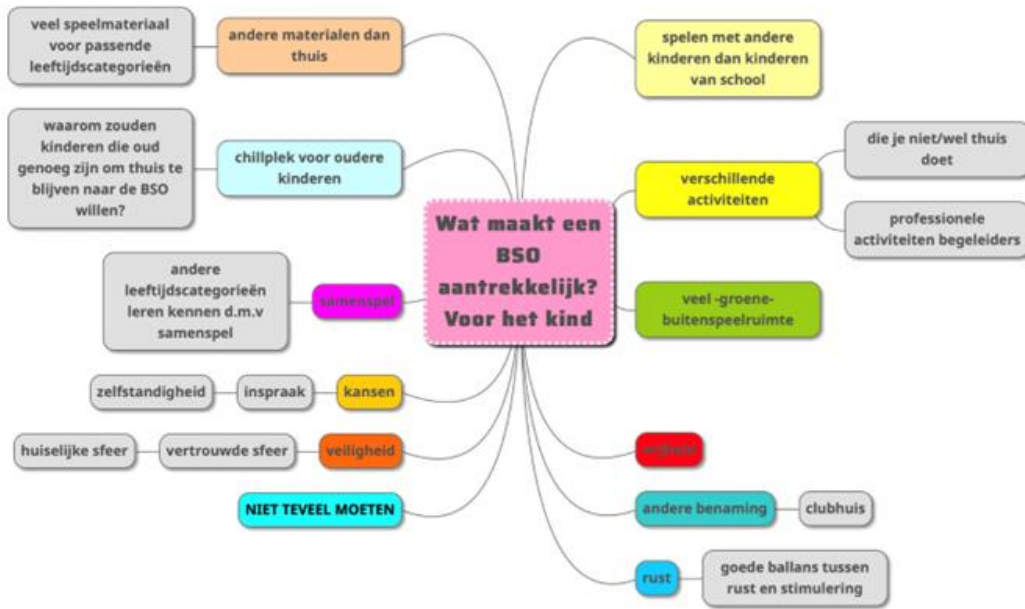 Wat maakt een
BSO
aantrekkelijk?
Voor het kind
veel speelmateriaal
voor passende
leeftijdscategorieën
andere materialen dan
thuis
waarom zouden
kinderen die oud
genoeg zijn om thuis te
blijven naar de BSO
willen?
chillplek voor oudere
kinderen
andere
leeftijdscategorieën
leren kennen d.m.v
samenspel
samenspel
zelfstandigheid
inspraak
kansen
huiselijke sfeer
vertrouwde sfeer
veiligheid
NIET TEVEEL MOETEN
spelen met andere
kinderen dan kinderen
van school
verschillende
activiteiten
die je niet/wel thuis
doet
professionele
activiteiten begeleiders
veel -groene-
buitenspeelruimte
andere benaming
clubhuis
rust
goede ballans tussen
rust en stimulering